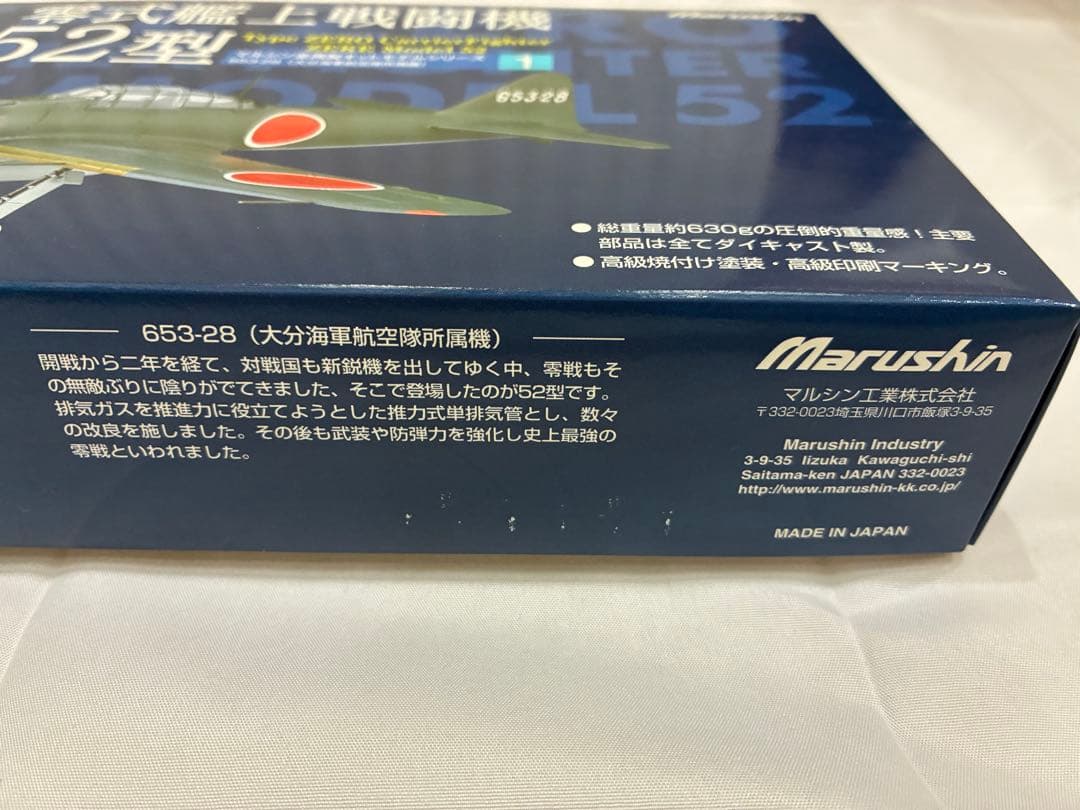 零式艦上戦闘機
52型
Type ZERO Carrier Fighter
ZEKE Model 52
1
Marushin
MODEL 52
653-28
●総重量約630gの圧倒的重量感！主要
部品は全てダイキャスト製。
●高級焼付け塗装・高級印刷マーキング。
653-28（大分海軍航空隊所属機）
開戦から二年を経て、対戦国も新鋭機を出してゆく中、零戦もそ
の無敵ぶりに陰りがでてきました、そこで登場したのが52型です。
排気ガスを推進力に役立てようとした推力式単排気管とし、数々
の改良を施しました。その後も武装や防弾力を強化し史上最強の
零戦といわれました。
Marushin
マルシン工業株式会社
〒332-0023埼玉県川口市飯塚3-9-35
Marushin Industry
3-9-35 Iizuka Kawaguchi-shi
Saitama-ken JAPAN 332-0023
http://www.marushin-kk.co.jp/
MADE IN JAPAN